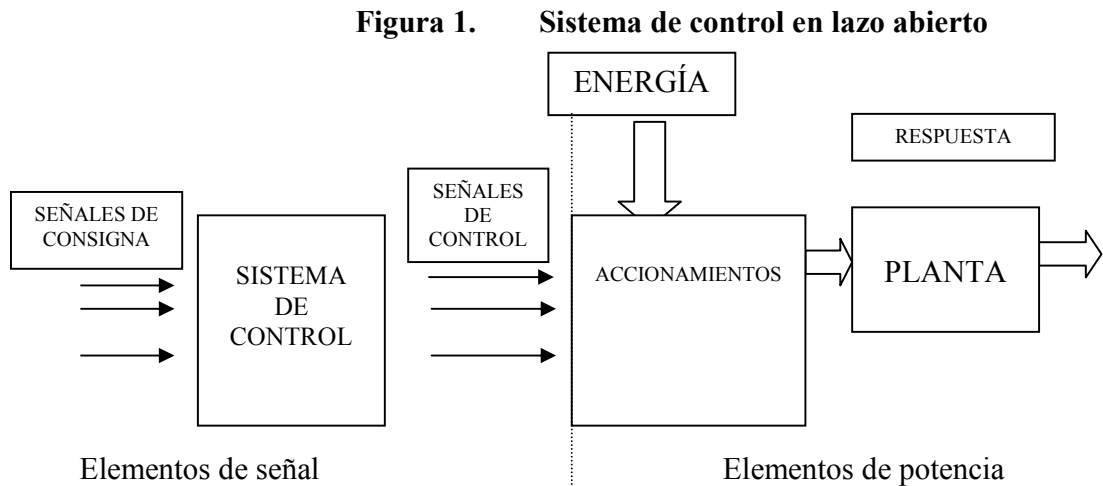 Figura 1. Sistema de control en lazo abierto
ENERGÍA
RESPUESTA
SEÑALES DE
CONSIGNA
SISTEMA
DE
CONTROL
SEÑALES
DE
CONTROL
ACCIONAMIENTOS
PLANTA
Elementos de señal
Elementos de potencia